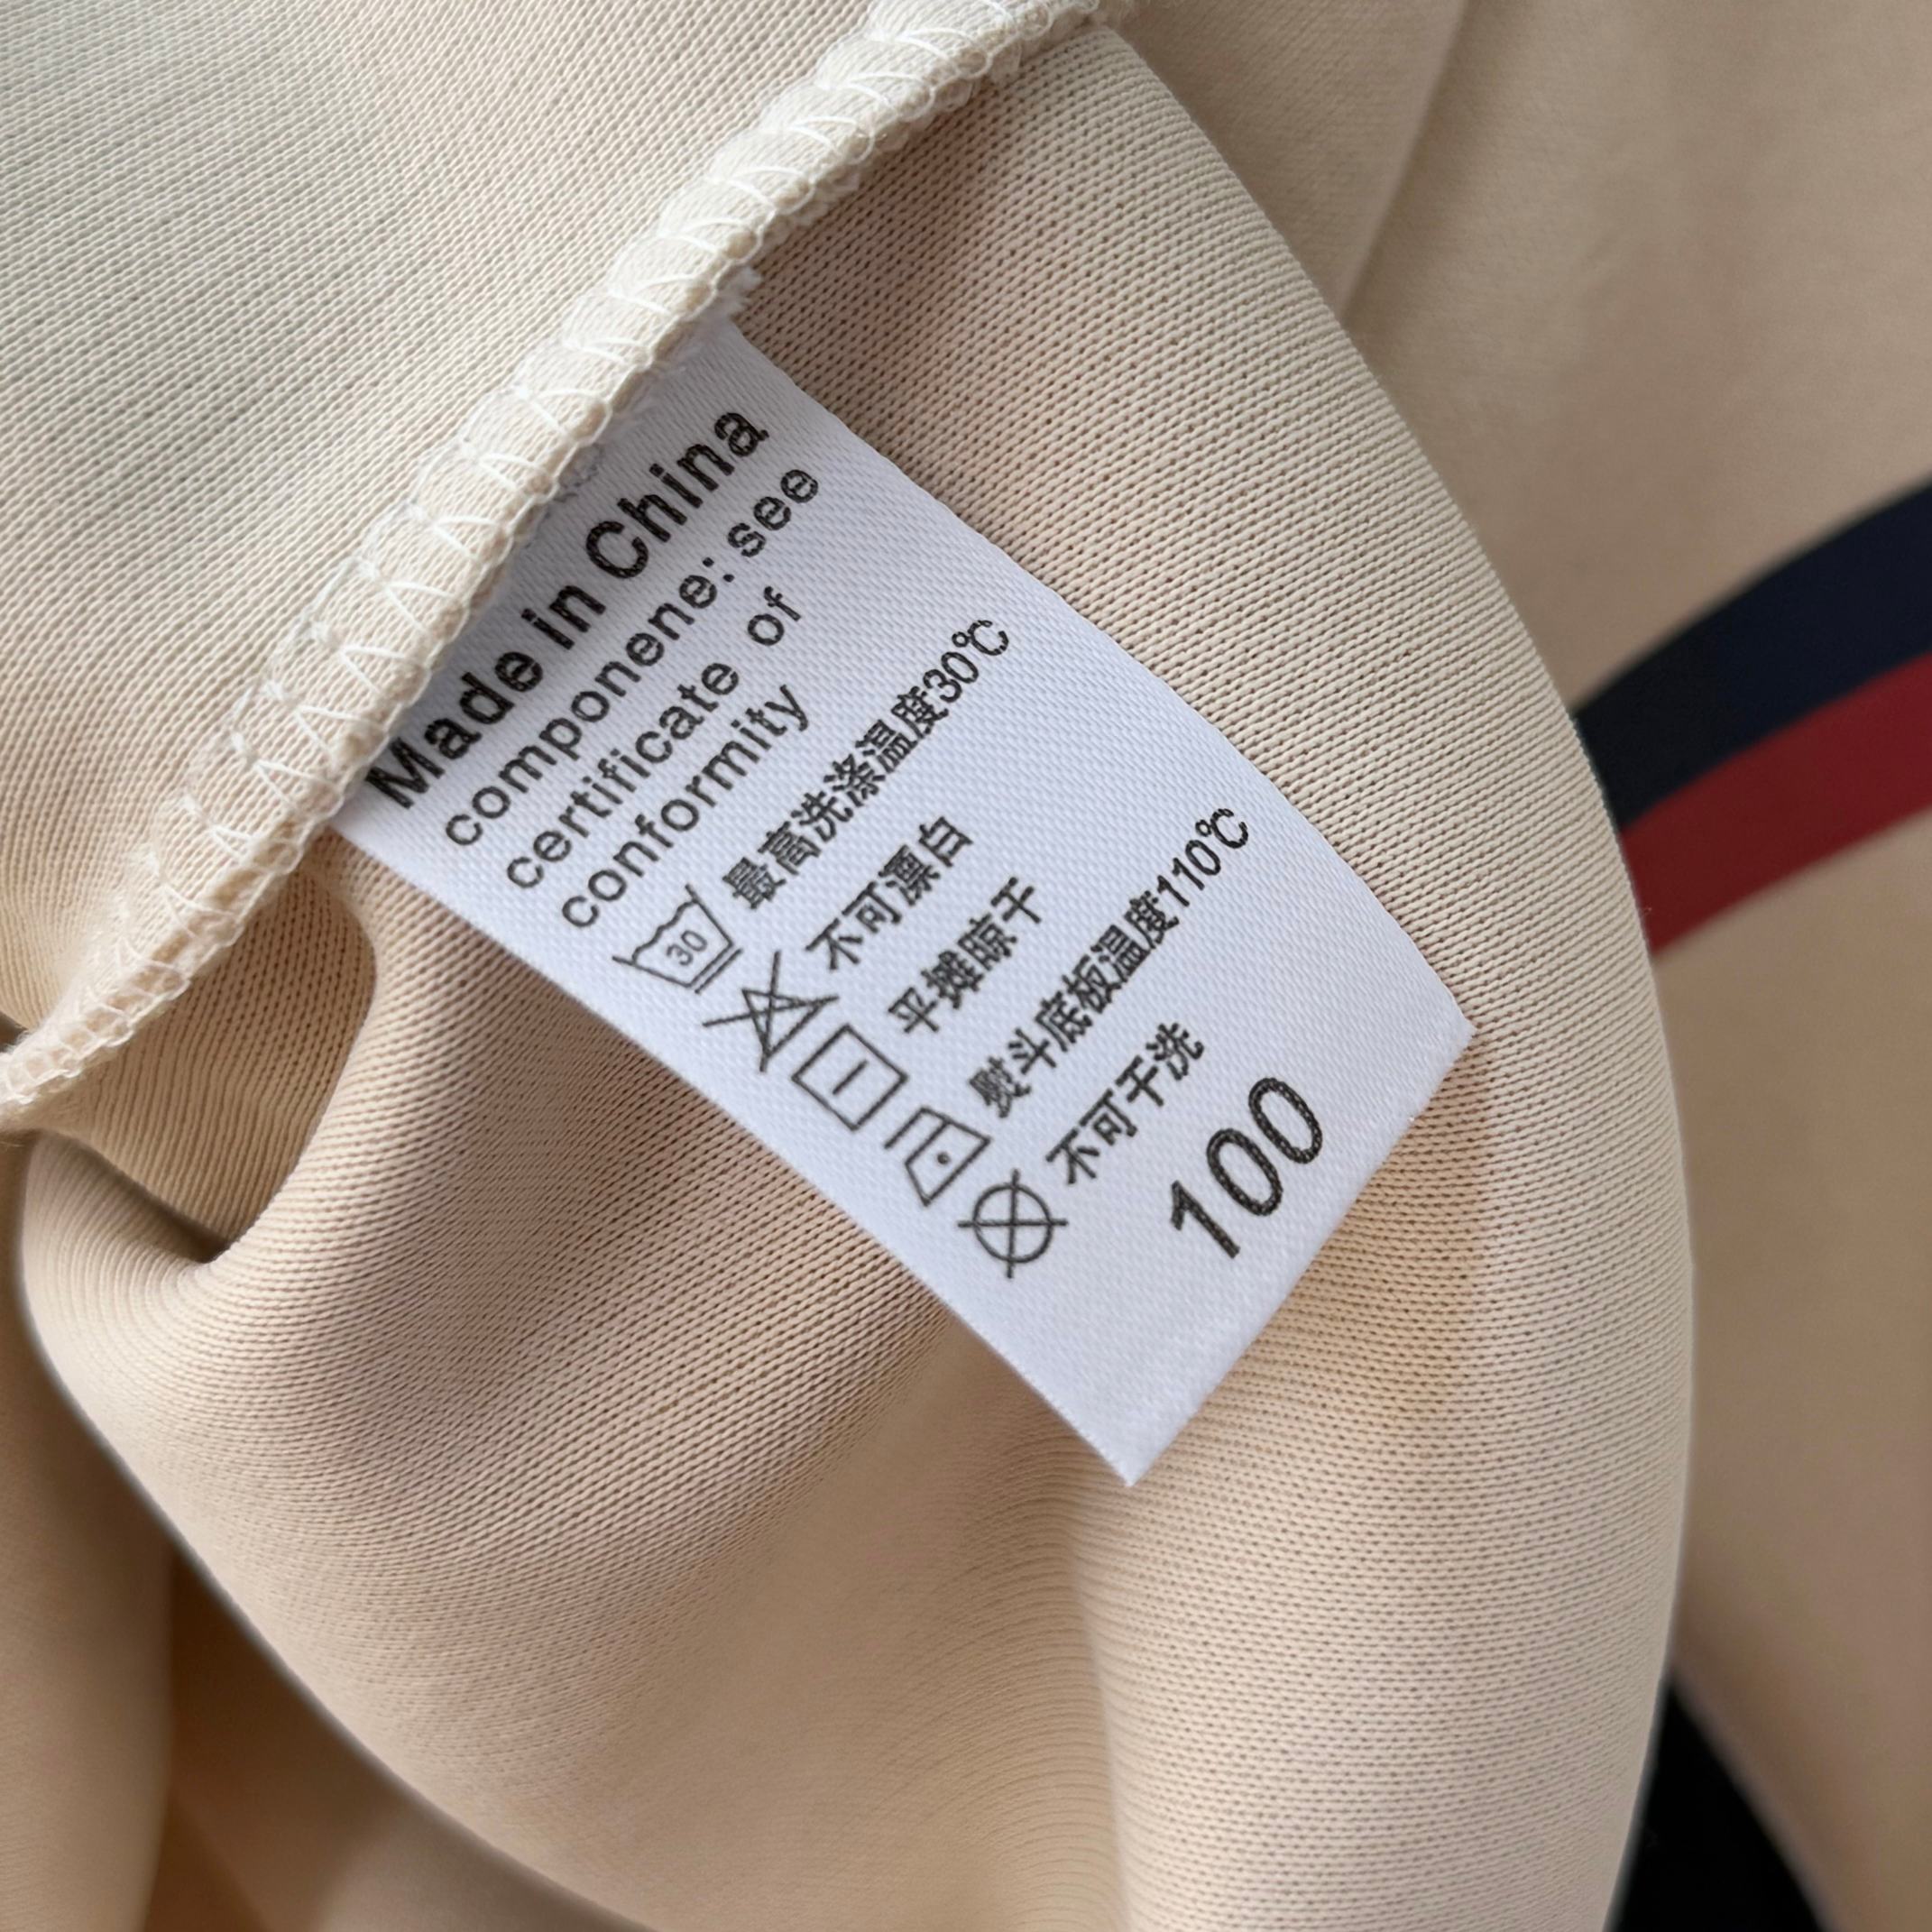 Made in China
componene: see
certificate of
conformity
30 最高洗涤温度30℃
不可漂白
平摊晾干
熨斗底板温度110℃
不可干洗
100